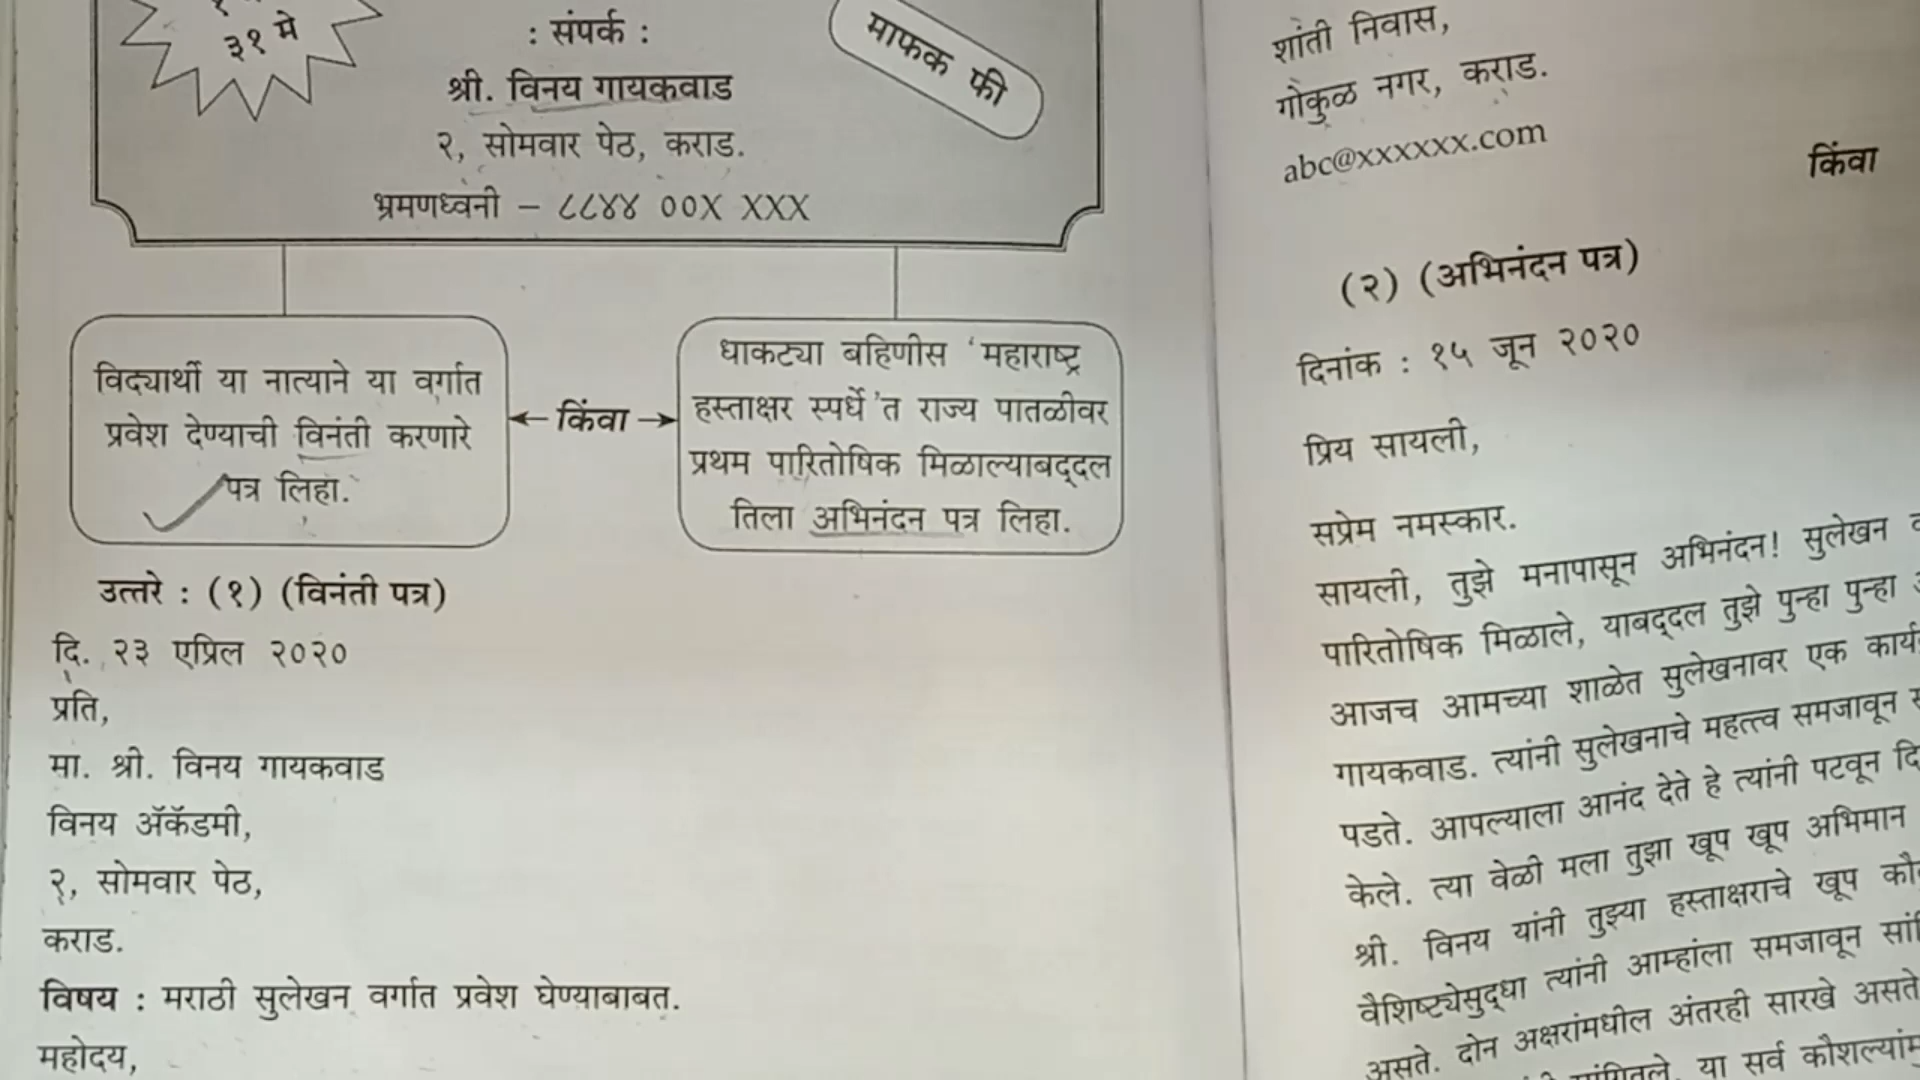 ३१ मे
: संपर्क :
माफक फी
श्री. विनय गायकवाड
२, सोमवार पेठ, कराड.
भ्रमणध्वनी – ८८४४ ००X XXX
विद्यार्थी या नात्याने या वर्गात
प्रवेश देण्याची विनंती करणारे
पत्र लिहा.
किंवा
धाकट्या बहिणीस 'महाराष्ट्र
हस्ताक्षर स्पर्धे'त राज्य पातळीवर
प्रथम पारितोषिक मिळाल्याबद्दल
तिला अभिनंदन पत्र लिहा.
उत्तरे : (१) (विनंती पत्र)
दि. २३ एप्रिल २०२०
प्रति,
मा. श्री. विनय गायकवाड
विनय ॲकॅडमी,
२, सोमवार पेठ,
कराड.
विषय : मराठी सुलेखन वर्गात प्रवेश घेण्याबाबत.
महोदय,
शांती निवास,
गोकुळ नगर, कराड.
abc@xxxxxx.com
किंवा
(२) (अभिनंदन पत्र)
दिनांक : १५ जून २०२०
प्रिय सायली,
सप्रेम नमस्कार.
सायली, तुझे मनापासून अभिनंदन! सुलेखन
पारितोषिक मिळाले, याबद्दल तुझे पुन्हा पुन्हा
आजच आमच्या शाळेत सुलेखनावर एक
गायकवाड. त्यांनी सुलेखनाचे महत्त्व समजावून
पडते. आपल्याला आनंद देते हे त्यांनी पटवून
केले. त्या वेळी मला तुझा खूप खूप अभिमान
श्री. विनय यांनी तुझ्या हस्ताक्षराचे खूप
वैशिष्ट्येसुद्धा त्यांनी आम्हांला समजावून
असते. दोन अक्षरांमधील अंतरही सारखे असते
या सर्व